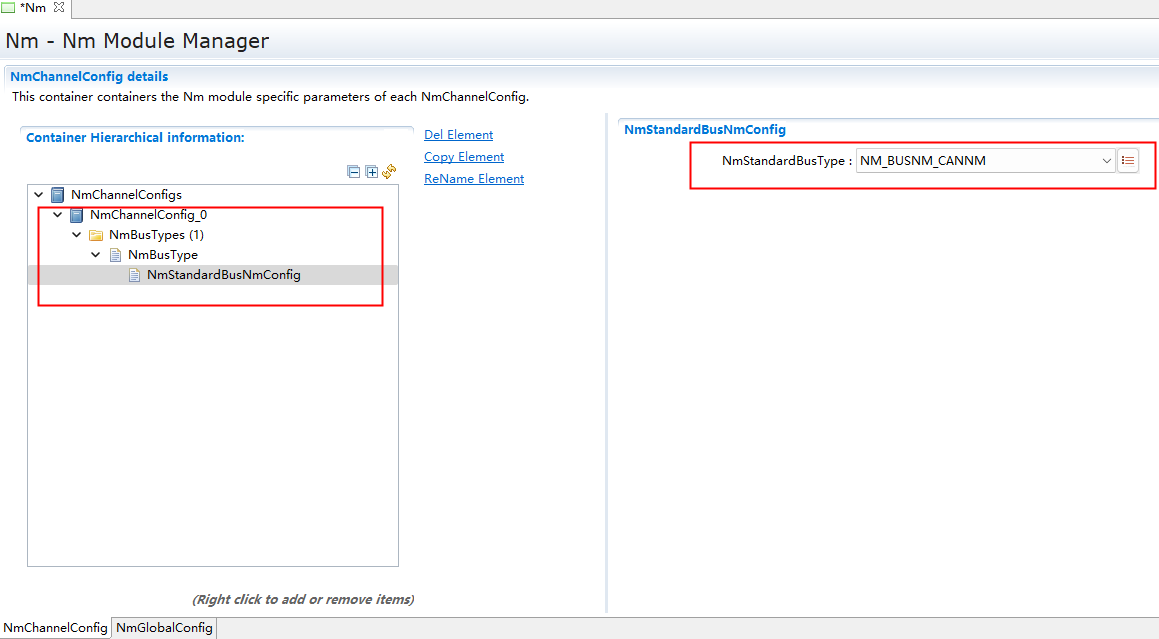 *Nm
Nm - Nm Module Manager
NmChannelConfig details
This container containers the Nm module specific parameters of each NmChannelConfig.
Container Hierarchical information:
Del Element
Copy Element
ReName Element
NmChannelConfigs
NmChannelConfig_0
NmBusTypes (1)
NmBusType
NmStandardBusNmConfig
(Right click to add or remove items)
NmStandardBusNmConfig
NmStandardBusType : NM_BUSNM_CANNM
NmChannelConfig NmGlobalConfig